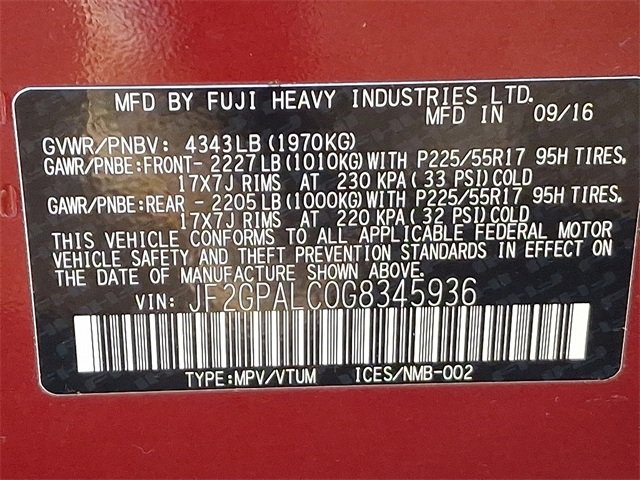 MFD BY FUJI HEAVY INDUSTRIES LTD.
MFD IN 09/16
GVWR/PNBV: 4343LB(1970KG)
GAWR/PNBE:FRONT-2227LB(1010KG)WITH P225/55R17 95H TIRES,
17X7J RIMS AT 230 KPA(33 PSI)COLD
GAWR/PNBE:REAR -2205LB(1000KG)WITH P225/55R17 95H TIRES,
17X7J RIMS AT 220 KPA(32 PSI)COLD
THIS VEHICLE CONFORMS TO ALL APPLICABLE FEDERAL MOTOR
VEHICLE SAFETY AND THEFT PREVENTION STANDARDS IN EFFECT ON
THE DATE OF MANUFACTURE SHOWN ABOVE.
VIN: JF2GPALC0G8345936
TYPE:MPV/VTUM ICES/NMB-002